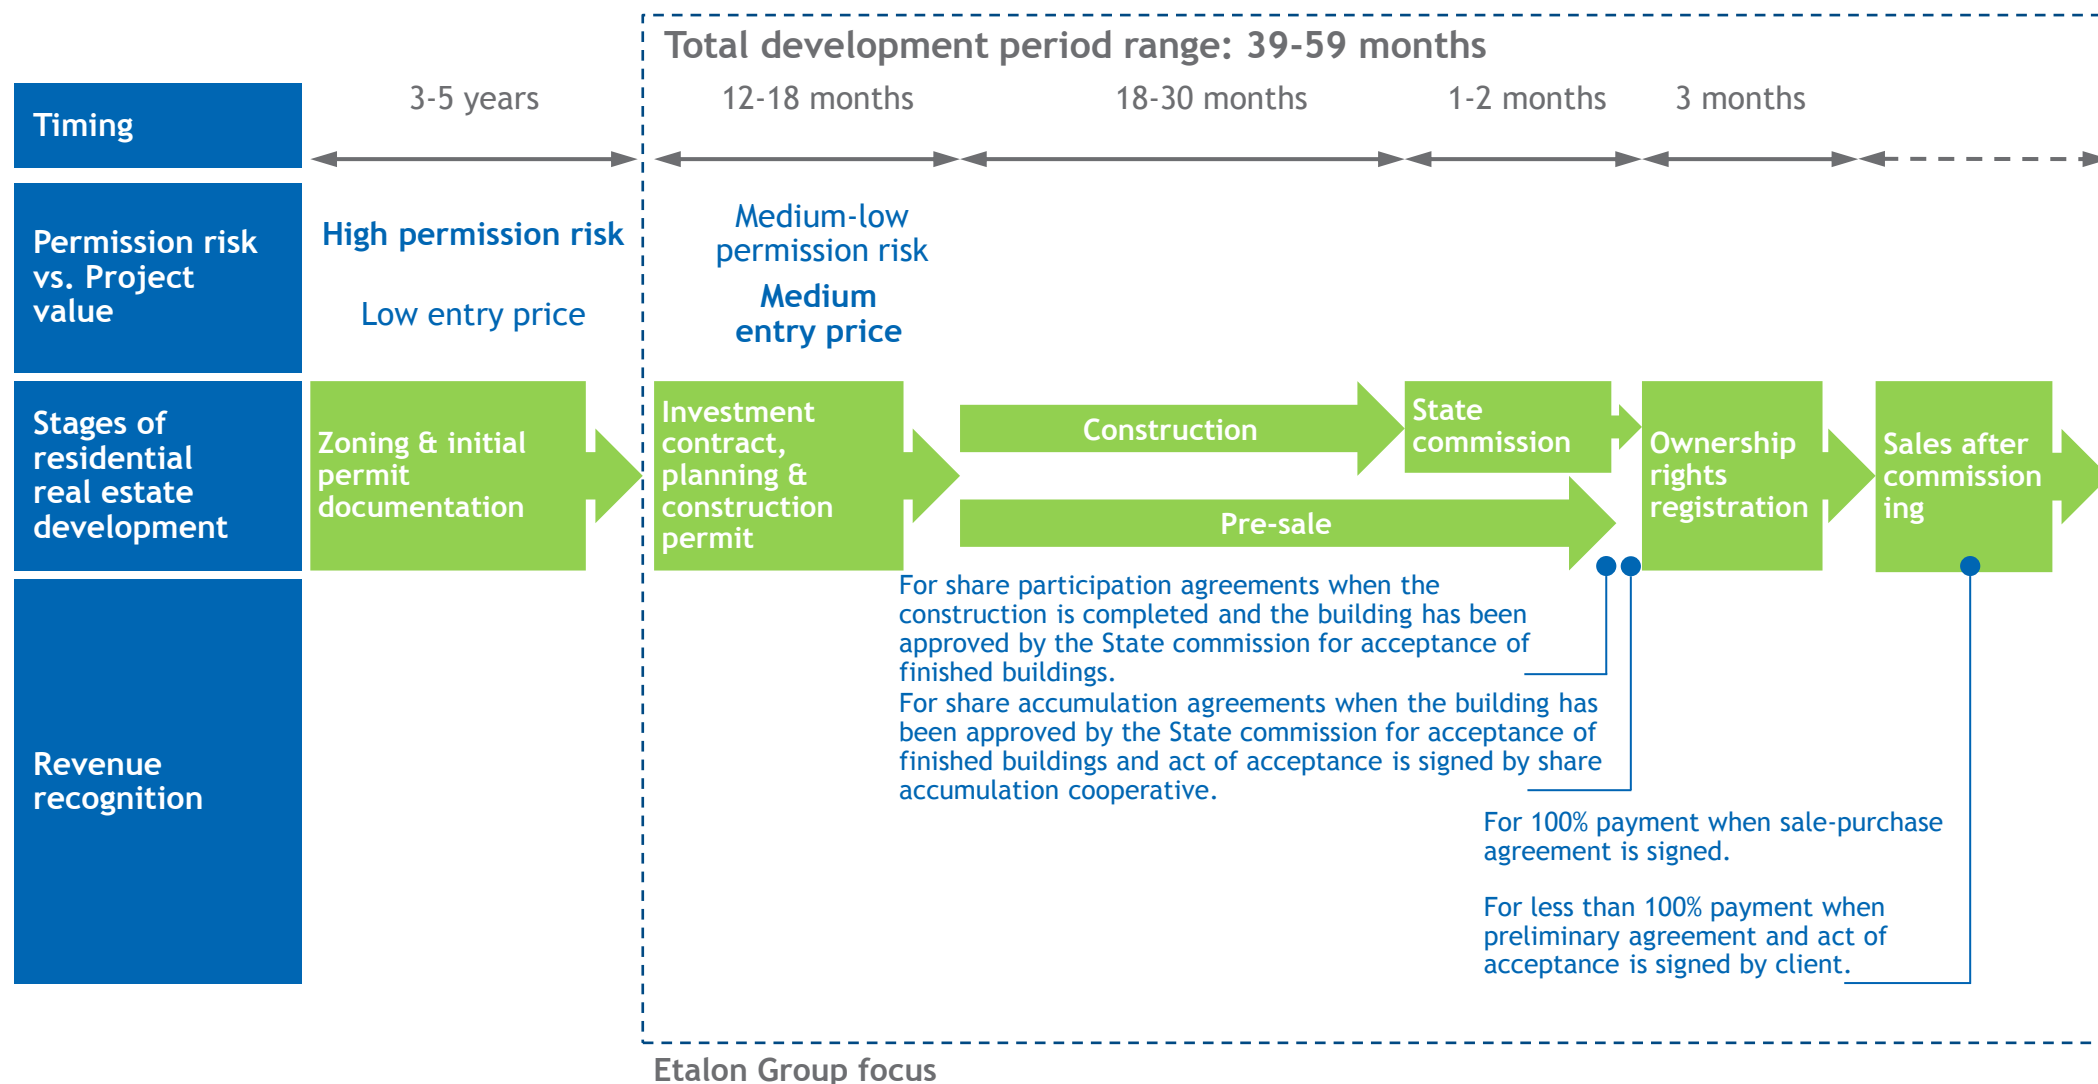 Total development period range: 39-59 months
Timing
3-5 years
12-18 months
18-30 months
1-2 months
3 months
Permission risk
vs. Project
value
High permission risk
Low entry price
Medium-low
permission risk
Medium
entry price
Stages of
residential
real estate
development
Zoning & initial
permit
documentation
Investment
contract,
planning &
construction
permit
Construction
Pre-sale
State
commission
Ownership
rights
registration
Sales after
commission
ing
Revenue
recognition
For share participation agreements when the
construction is completed and the building has been
approved by the State commission for acceptance of
finished buildings.
For share accumulation agreements when the building has
been approved by the State commission for acceptance of
finished buildings and act of acceptance is signed by share
accumulation cooperative.
For 100% payment when sale-purchase
agreement is signed.
For less than 100% payment when
preliminary agreement and act of
acceptance is signed by client.
Etalon Group focus